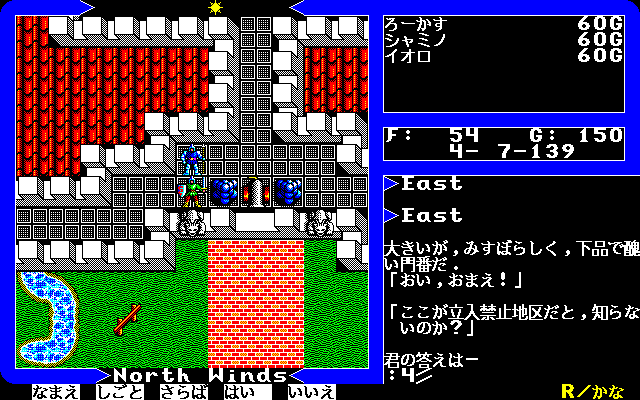 ろーかす 60G
シャミノ 60G
イオロ 60G
F: 54 G: 150
4- 7-139
East
East
大きいが,みすぼらしく,下品で醜
い門番だ.
「おい,おまえ!」
「ここが立入禁止地区だと,知らな
いのか?」
君の答えはー
:4
North Winds
なまえ しごと さらば はい いいえ
R/かな